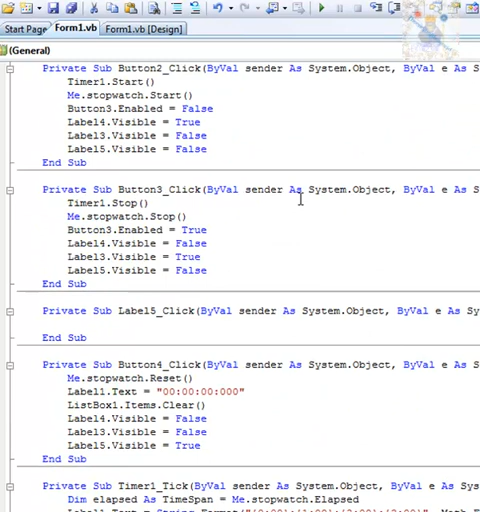 Start Page Form1.vb Form1.vb [Design]
(General)
Private Sub Button2_Click(ByVal sender As System.Object, ByVal e As S
Timer1.Start()
Me.stopwatch.Start()
Button3.Enabled = False
Label4.Visible = True
Label5.Visible = False
Label5.Visible = False
End Sub
Private Sub Button3_Click(ByVal sender As System.Object, ByVal e As S
Timer1.Stop()
Me.stopwatch.Stop()
Button3.Enabled = True
Label4.Visible = False
Label3.Visible = True
Label5.Visible = False
End Sub
Private Sub Label5_Click(ByVal sender As System.Object, ByVal e As Sy
End Sub
Private Sub Button4_Click(ByVal sender As System.Object, ByVal e As S
Me.stopwatch.Reset()
Label1.Text = "00:00:00:000"
ListBox1.Items.Clear()
Label4.Visible = False
Label3.Visible = False
Label5.Visible = True
End Sub
Private Sub Timer1_Tick(ByVal sender As System.Object, ByVal e As Sys
Dim elapsed As TimeSpan = Me.stopwatch.Elapsed